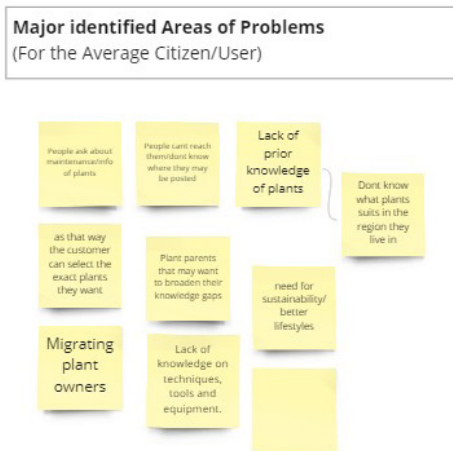 Major identified Areas of Problems
(For the Average Citizen/User)
People ask about
maintenance/info
of plants
People cant reach
them/dont know
where they may
be posted
Lack of
prior
knowledge
of plants
Dont know
what plants
suits in the
region they
live in
as that way
the customer
can select the
exact plants
they want
Plant parents
that may want
to broaden their
knowledge gaps
need for
sustainability/
better
lifestyles
Migrating
plant
owners
Lack of
knowledge on
techniques,
tools and
equipment.